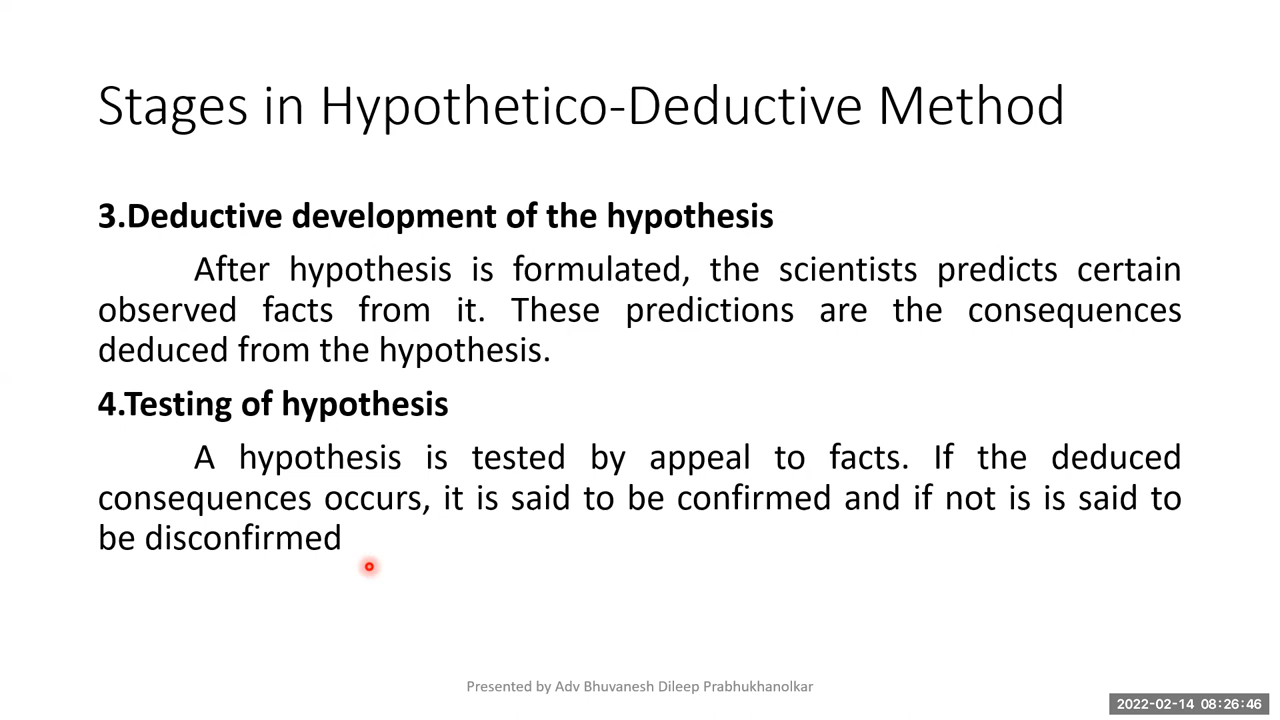 Stages in Hypothetico-Deductive Method
3.Deductive development of the hypothesis
After hypothesis is formulated, the scientists predicts certain
observed facts from it. These predictions are the consequences
deduced from the hypothesis.
4.Testing of hypothesis
A hypothesis is tested by appeal to facts. If the deduced
consequences occurs, it is said to be confirmed and if not is is said to
be disconfirmed
Presented by Adv Bhuvanesh Dileep Prabhukhanolkar
2022-02-14 08:26:46